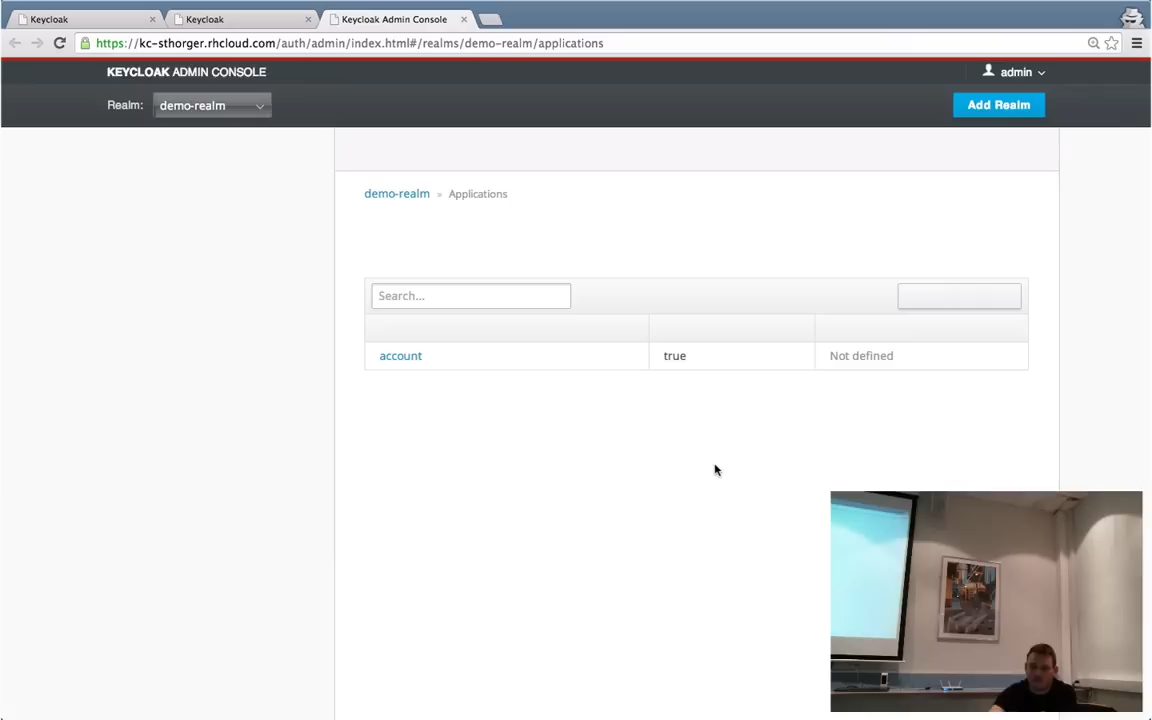 Keycloak
Keycloak
Keycloak Admin Console
https://kc-sthorger.rhcloud.com/auth/admin/index.html#/realms/demo-realm/applications
KEYCLOAK ADMIN CONSOLE
admin
Realm: demo-realm
Add Realm
demo-realm » Applications
Search...
account true Not defined